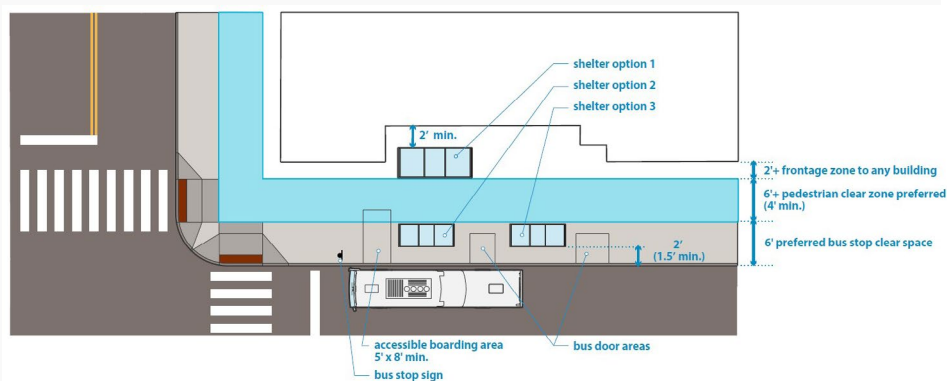 shelter option 1
shelter option 2
shelter option 3
2’ min.
2'+ frontage zone to any building
6'+ pedestrian clear zone preferred
(4' min.)
6' preferred bus stop clear space
2’
(1.5’ min.)
accessible boarding area
5' x 8' min.
bus door areas
bus stop sign